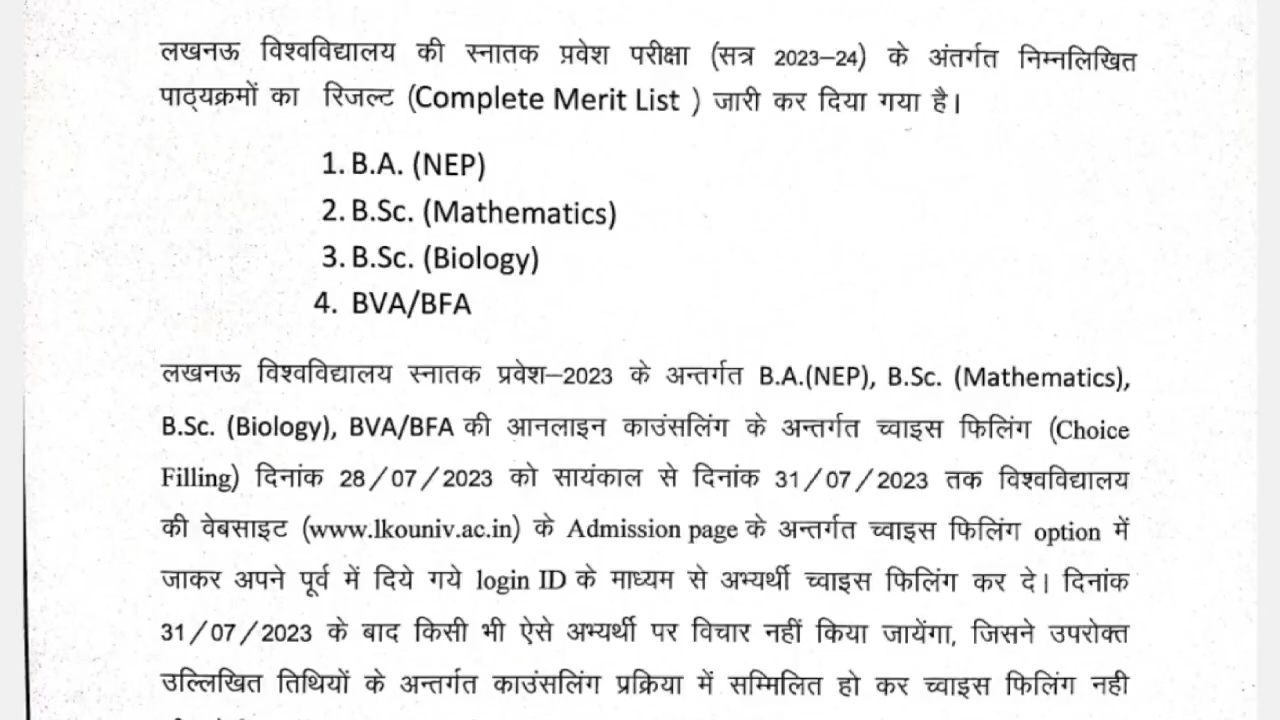 लखनऊ विश्वविद्यालय की स्नातक प्रवेश परीक्षा (सत्र 2023–24) के अंतर्गत निम्नलिखित
पाठ्यक्रमों का रिजल्ट (Complete Merit List ) जारी कर दिया गया है।
1. B.A. (NEP)
2. B.Sc. (Mathematics)
3. B.Sc. (Biology)
4. BVA/BFA
लखनऊ विश्वविद्यालय स्नातक प्रवेश–2023 के अन्तर्गत B.A.(NEP), B.Sc. (Mathematics),
B.Sc. (Biology), BVA/BFA की आनलाइन काउंसलिंग के अन्तर्गत च्वाइस फिलिंग (Choice
Filling) दिनांक 28/07/2023 को सायंकाल से दिनांक 31/07/2023 तक विश्वविद्यालय
की वेबसाइट (www.lkouniv.ac.in) के Admission page के अन्तर्गत च्वाइस फिलिंग option में
जाकर अपने पूर्व में दिये गये login ID के माध्यम से अभ्यर्थी च्वाइस फिलिंग कर दे। दिनांक
31/07/2023 के बाद किसी भी ऐसे अभ्यर्थी पर विचार नहीं किया जायेंगा, जिसने उपरोक्त
उल्लिखित तिथियों के अन्तर्गत काउंसलिंग प्रक्रिया में सम्मिलित हो कर च्वाइस फिलिंग नही